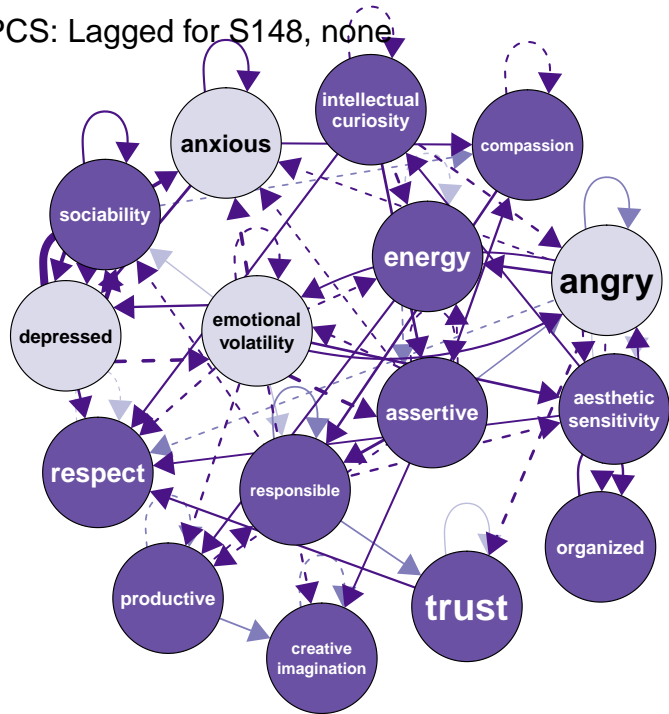 PCS: Lagged for S148, none
intellectual
curiosity
anxious
compassion
sociability
energy
angry
depressed
emotional
volatility
assertive
aesthetic
sensitivity
respect
responsible
organized
productive
trust
creative
imagination